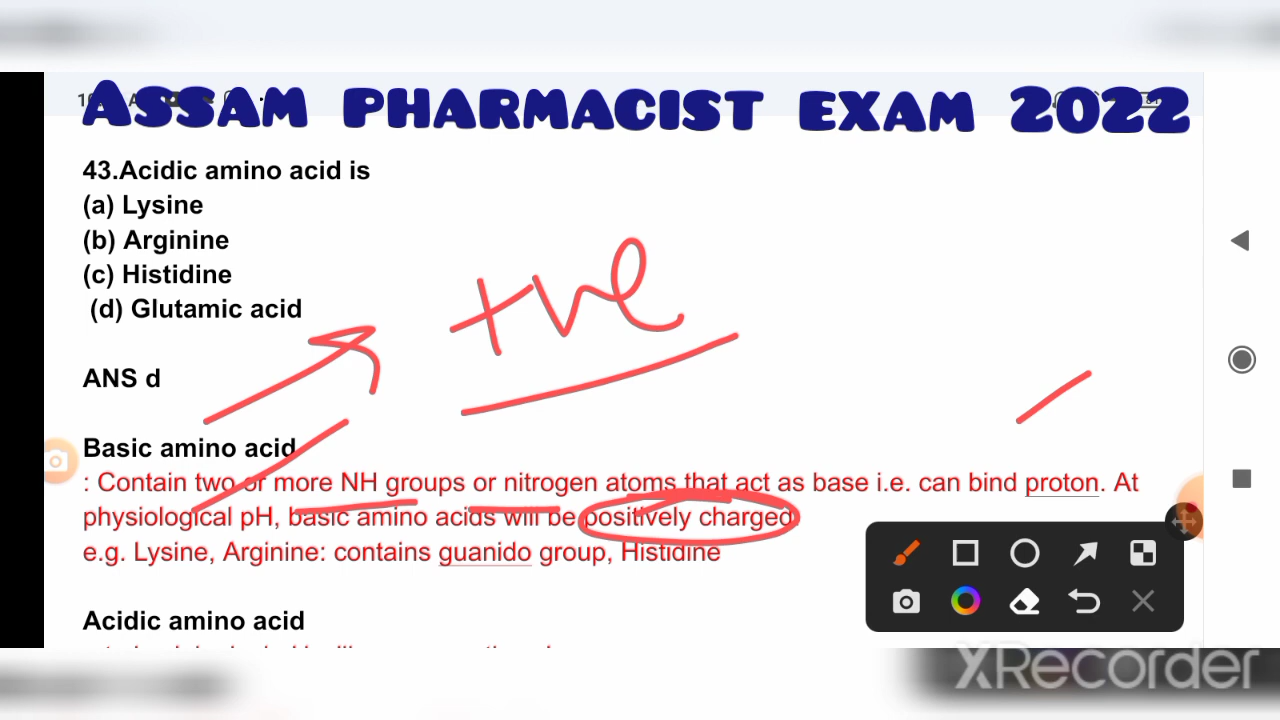 ASSAM PHARMACIST EXAM 2022
43.Acidic amino acid is
(a) Lysine
(b) Arginine
(c) Histidine
(d) Glutamic acid
+ve
ANS d
Basic amino acid
: Contain two or more NH groups or nitrogen atoms that act as base i.e. can bind proton. At
physiological pH, basic amino acids will be positively charged
e.g. Lysine, Arginine: contains guanido group, Histidine
Acidic amino acid
XRecorder